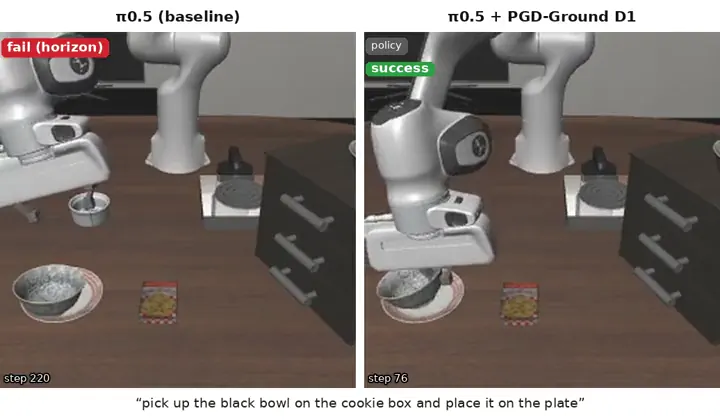 π0.5 (baseline)
π0.5 + PGD-Ground D1
fail (horizon)
policy
success
step 220
step 76
“pick up the black bowl on the cookie box and place it on the plate”